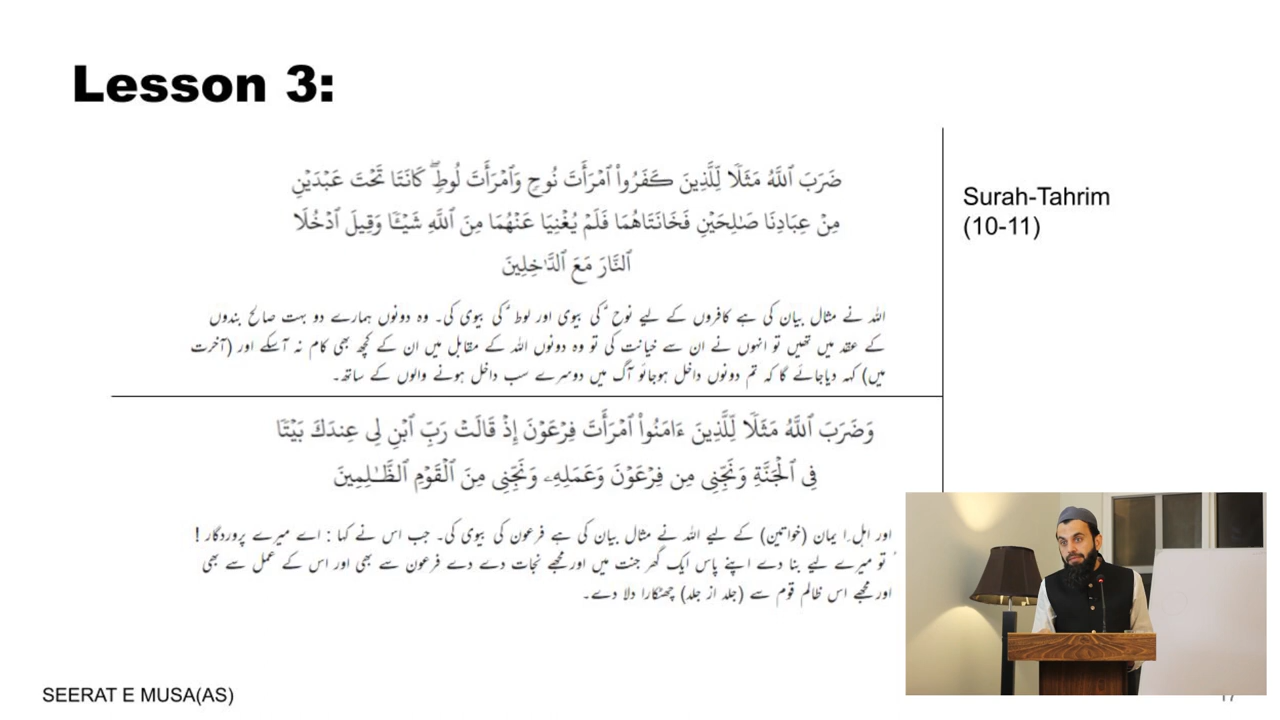 Lesson 3:
ضَرَبَ ٱللَّهُ مَثَلًا لِّلَّذِينَ كَفَرُوا۟ ٱمْرَأَتَ نُوحٍ وَٱمْرَأَتَ لُوطٍ ۖ كَانَتَا تَحْتَ عَبْدَيْنِ
مِنْ عِبَادِنَا صَـٰلِحَيْنِ فَخَانَتَاهُمَا فَلَمْ يُغْنِيَا عَنْهُمَا مِنَ ٱللَّهِ شَيْـًٔا وَقِيلَ ٱدْخُلَا
ٱلنَّارَ مَعَ ٱلدَّٰخِلِينَ
Surah-Tahrim
(10-11)
اللہ نے مثال بیان کی ہے کافروں کے لیے نوحؑ کی بیوی اور لوطؑ کی بیوی کی۔ وہ دونوں ہمارے دو بہت صالح بندوں
کے عقد میں تھیں تو انہوں نے ان سے خیانت کی تو وہ دونوں اللہ کے مقابل میں ان کے کچھ بھی کام نہ آسکے اور (آخرت
میں) کہہ دیاجائے گا کہ تم دونوں داخل ہوجائو آگ میں دوسرے سب داخل ہونے والوں کے ساتھ۔
وَضَرَبَ ٱللَّهُ مَثَلًا لِّلَّذِينَ ءَامَنُوا۟ ٱمْرَأَتَ فِرْعَوْنَ إِذْ قَالَتْ رَبِّ ٱبْنِ لِى عِندَكَ بَيْتًا
فِى ٱلْجَنَّةِ وَنَجِّنِى مِن فِرْعَوْنَ وَعَمَلِهِۦ وَنَجِّنِى مِنَ ٱلْقَوْمِ ٱلظَّـٰلِمِينَ
اور اہل ِا یمان (خواتین) کے لیے اللہ نے مثال بیان کی ہے فرعون کی بیوی کی۔ جب اس نے کہا : اے میرے پروردگار !
ُ تو میرے لیے بنا دے اپنے پاس ایک گھر جنت میں اور مجھے نجات دے دے فرعون سے بھی اور اس کے عمل سے بھی
اور مجھے اس ظالم قوم سے (جلد از جلد) چھٹکارا دلا دے۔
SEERAT E MUSA(AS)